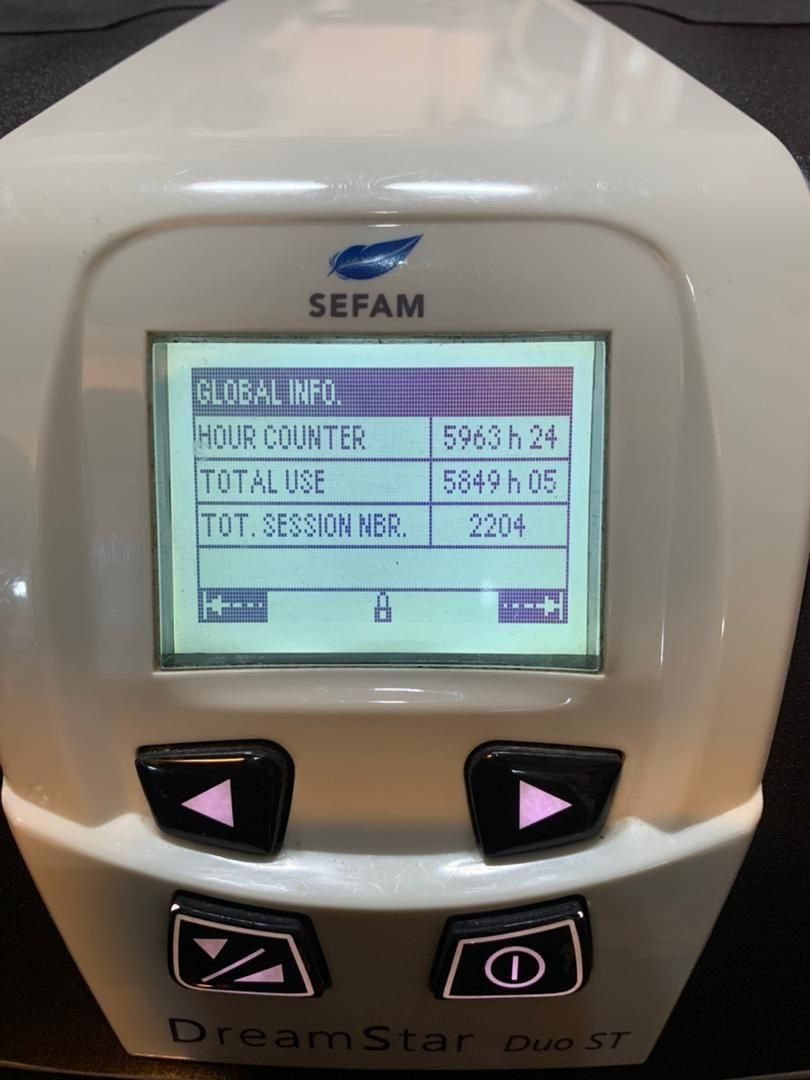 SEFAM
GLOBAL INFO.
HOUR COUNTER 5963 h 24
TOTAL USE 5849 h 05
TOT. SESSION NBR. 2204
DreamStar Duo ST